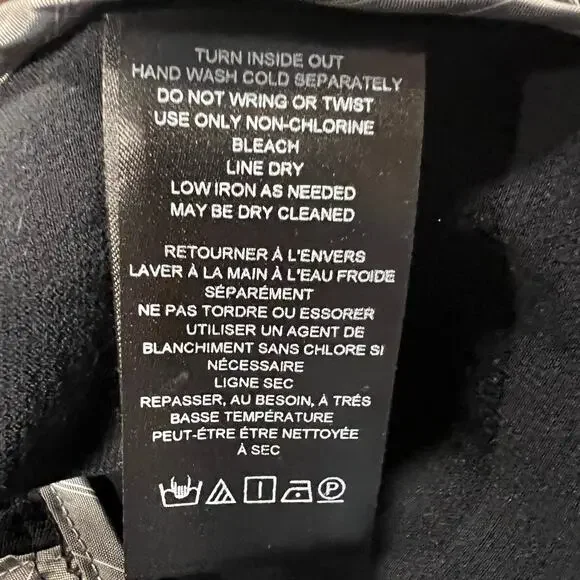 TURN INSIDE OUT
HAND WASH COLD SEPARATELY
DO NOT WRING OR TWIST
USE ONLY NON-CHLORINE
BLEACH
LINE DRY
LOW IRON AS NEEDED
MAY BE DRY CLEANED
RETOURNER À L'ENVERS
LAVER À LA MAIN À L'EAU FROIDE
SÉPARÉMENT
NE PAS TORDRE OU ESSORER
UTILISER UN AGENT DE
BLANCHIMENT SANS CHLORE SI
NÉCESSAIRE
LIGNE SEC
REPASSER, AU BESOIN, À TRÉS
BASSE TEMPÉRATURE
PEUT-ÉTRE ÉTRE NETTOYÉE
À SEC
P